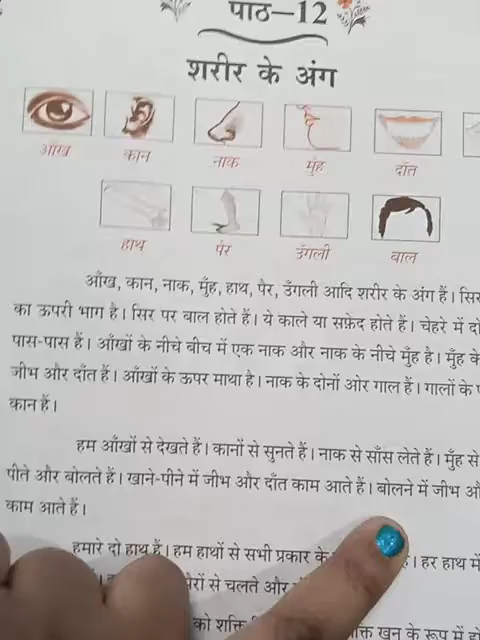 पाठ–12
शरीर के अंग
आँख कान नाक मुँह दाँत
हाथ पैर उँगली बाल
आँख, कान, नाक, मुँह, हाथ, पैर, उँगली आदि शरीर के अंग हैं। सिर
का ऊपरी भाग है। सिर पर बाल होते हैं। ये काले या सफ़ेद होते हैं। चेहरे में
पास-पास हैं। आँखों के नीचे बीच में एक नाक और नाक के नीचे मुँह है। मुँह के
जीभ और दाँत हैं। आँखों के ऊपर माथा है। नाक के दोनों ओर गाल हैं। गालों के
कान हैं।
हम आँखों से देखते हैं। कानों से सुनते हैं। नाक से साँस लेते हैं। मुँह से
पीते और बोलते हैं। खाने-पीने में जीभ और दाँत काम आते हैं। बोलने में जीभ
काम आते हैं।
हमारे दो हाथ हैं। हम हाथों से सभी प्रकार के । हर हाथ में
से चलते और
को शक्ति खून के रूप में